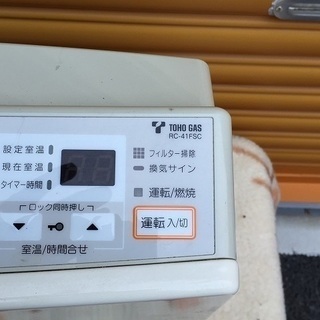 TOHO GAS
RC-41FSC
設定室温
現在室温
タイマー時間
フィルター掃除
換気サイン
運転/燃焼
ロック同時押し
運転 入/切
室温/時間合せ